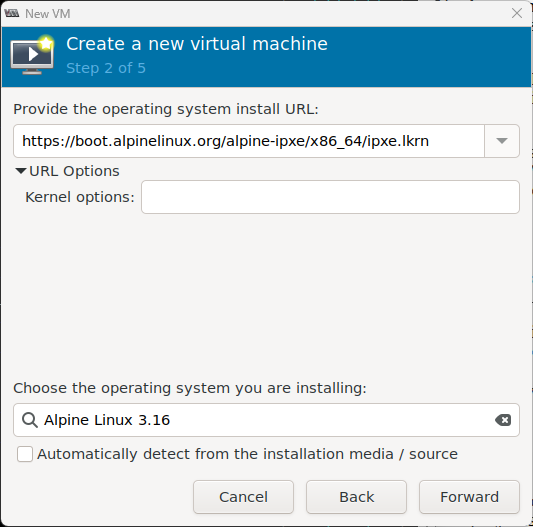 New VM
Create a new virtual machine
Step 2 of 5
Provide the operating system install URL:
https://boot.alpinelinux.org/alpine-ipxe/x86_64/ipxe.lkrn
URL Options
Kernel options:
Choose the operating system you are installing:
Alpine Linux 3.16
Automatically detect from the installation media / source
Cancel Back Forward